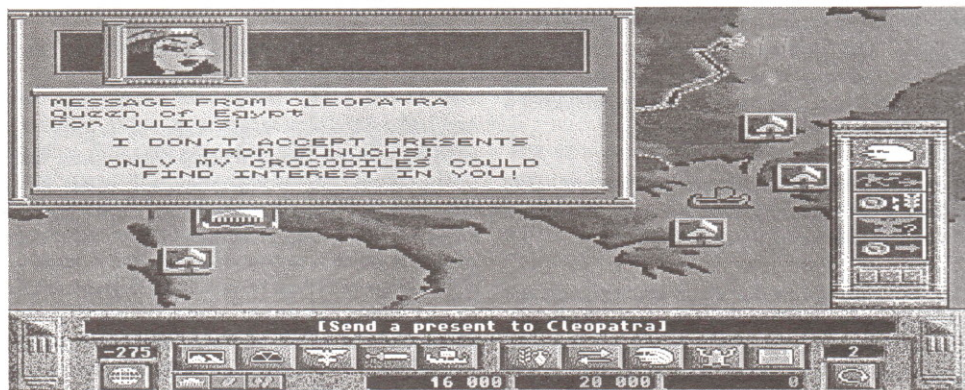 MESSAGE FROM CLEOPATRA
Queen of Egypt
For JULIUS!
I DON'T ACCEPT PRESENTS
FROM EUNUCHS!
ONLY MY CROCODILES COULD
FIND INTEREST IN YOU!
?
[Send a present to Cleopatra]
-275
2
16 000
20 000
0